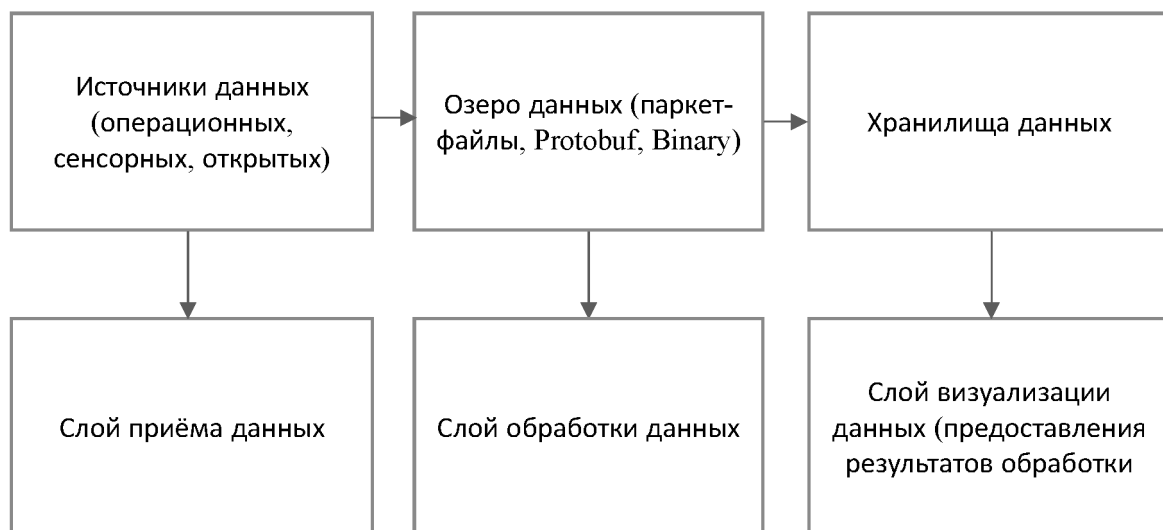 Источники данных
(операционных,
сенсорных, открытых)
Озеро данных (паркет-
файлы, Protobuf, Binary)
Хранилища данных
Слой приёма данных
Слой обработки данных
Слой визуализации
данных (предоставления
результатов обработки